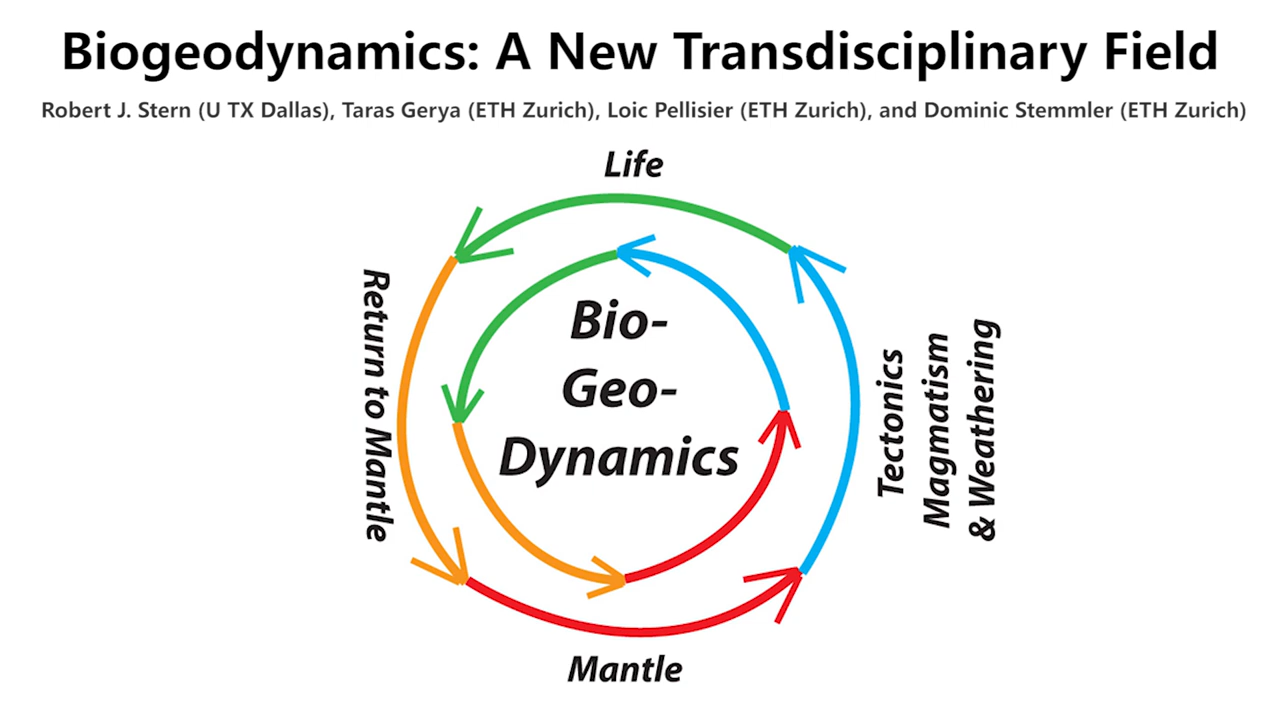 Biogeodynamics: A New Transdisciplinary Field
Robert J. Stern (U TX Dallas), Taras Gerya (ETH Zurich), Loic Pellisier (ETH Zurich), and Dominic Stemmler (ETH Zurich)
Life
Return to Mantle
Bio-
Geo-
Dynamics
Tectonics
Magmatism
& Weathering
Mantle